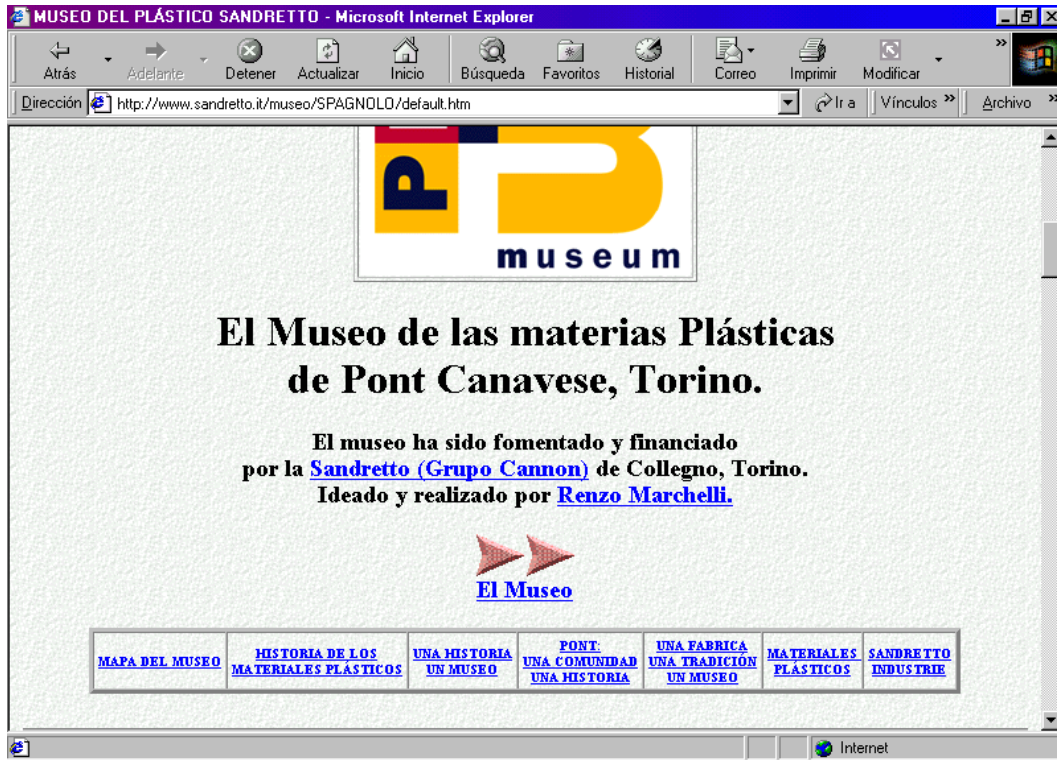 MUSEO DEL PLÁSTICO SANDRETTO - Microsoft Internet Explorer
Atrás Adelante Detener Actualizar Inicio Búsqueda Favoritos Historial Correo Imprimir Modificar »
Dirección http://www.sandretto.it/museo/SPAGNOLO/default.htm Ir a Vínculos » Archivo »
PL
museum
El Museo de las materias Plásticas
de Pont Canavese, Torino.
El museo ha sido fomentado y financiado
por la Sandretto (Grupo Cannon) de Collegno, Torino.
Ideado y realizado por Renzo Marchelli.
El Museo
MAPA DEL MUSEO
HISTORIA DE LOS
MATERIALES PLÁSTICOS
UNA HISTORIA
UN MUSEO
PONT:
UNA COMUNIDAD
UNA HISTORIA
UNA FABRICA
UNA TRADICIÓN
UN MUSEO
MATERIALES
PLÁSTICOS
SANDRETTO
INDUSTRIE
Internet